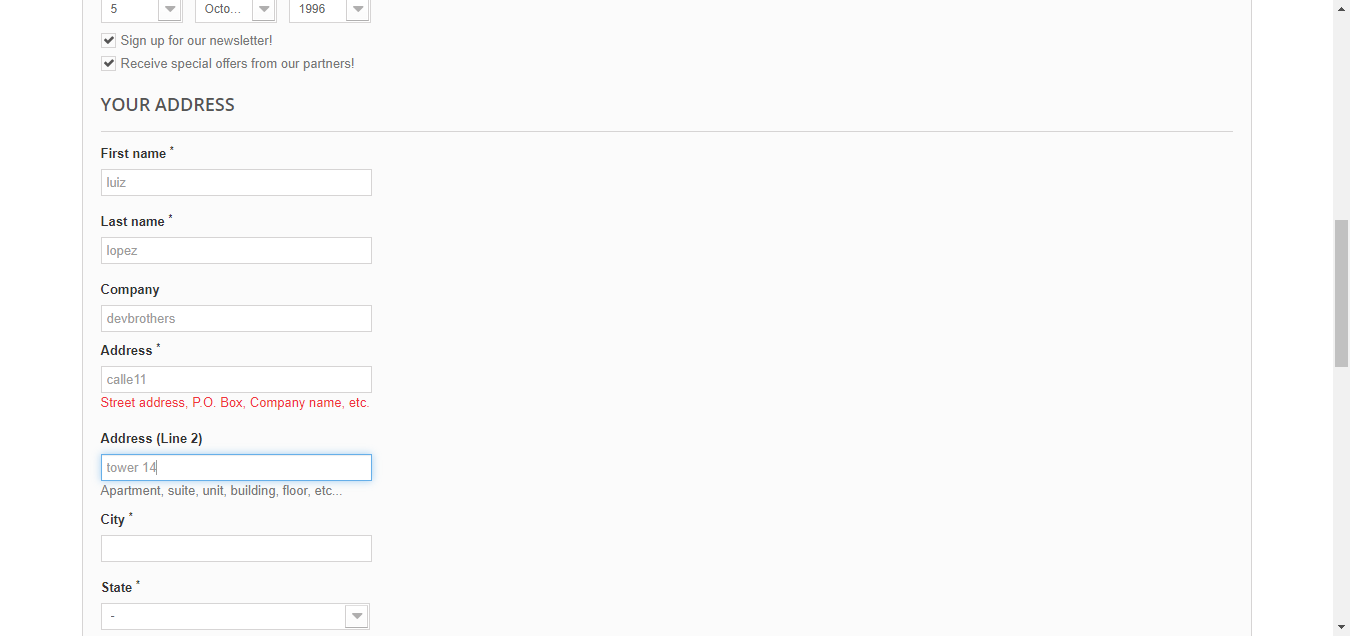 5 Octo... 1996
Sign up for our newsletter!
Receive special offers from our partners!
YOUR ADDRESS
First name *
luiz
Last name *
lopez
Company
devbrothers
Address *
calle11
Street address, P.O. Box, Company name, etc.
Address (Line 2)
tower 14
Apartment, suite, unit, building, floor, etc...
City *
State *
-